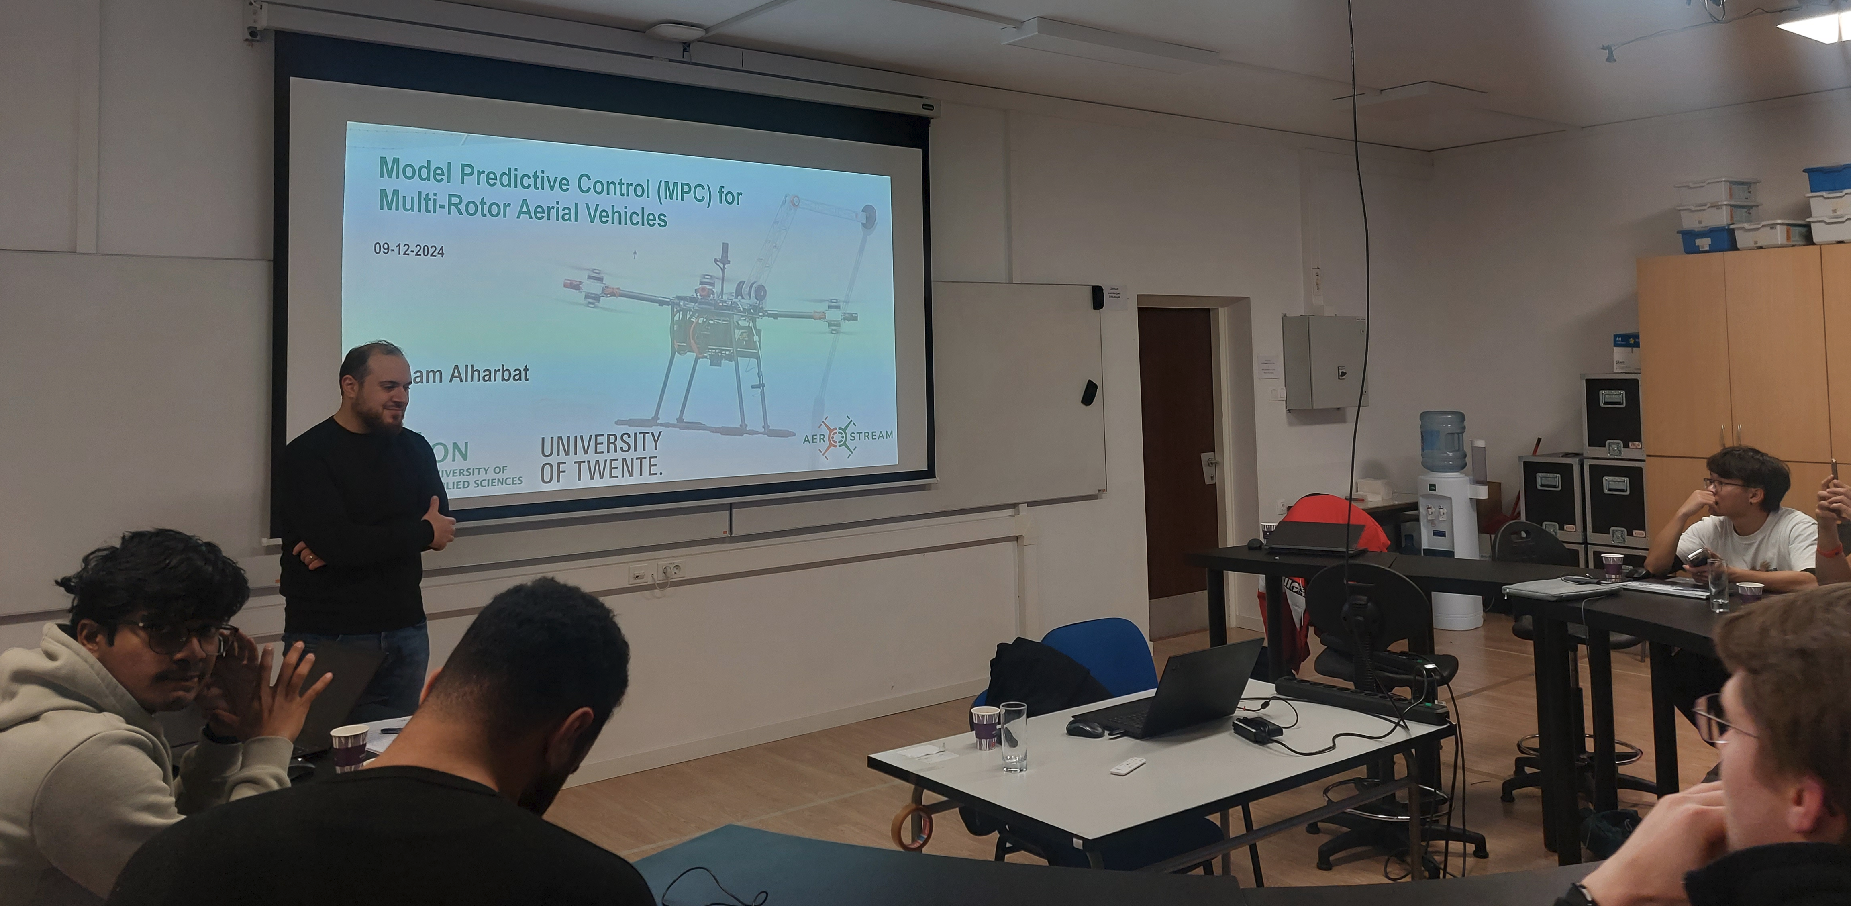 Model Predictive Control (MPC) for
Multi-Rotor Aerial Vehicles
09-12-2024
am Alharbat
ON
IVERSITY OF
LIED SCIENCES
UNIVERSITY
OF TWENTE.
AER STREAM